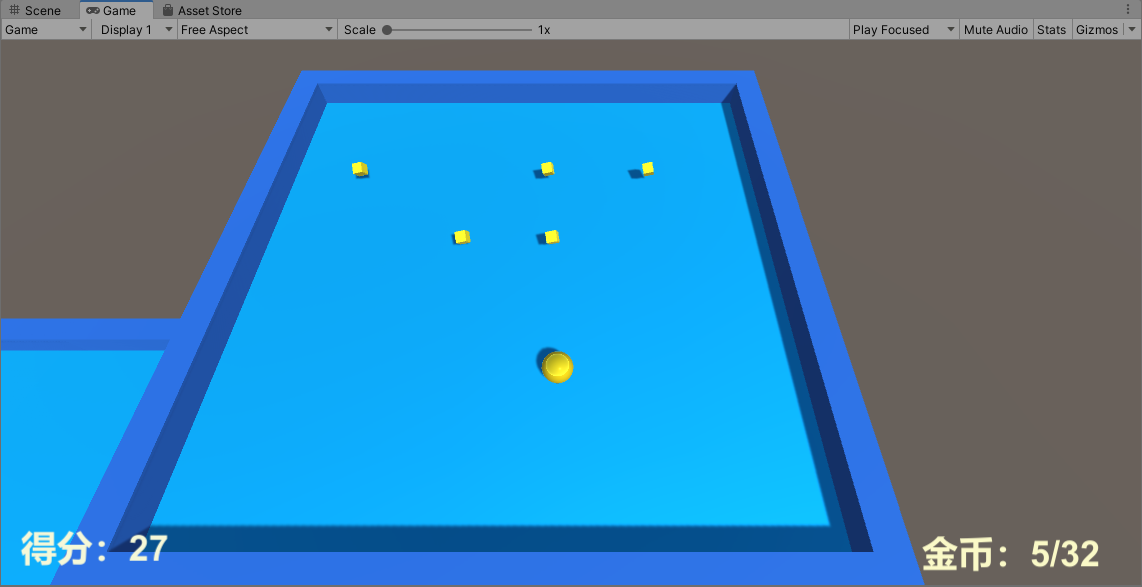 Scene Game Asset Store
Game Display 1 Free Aspect Scale 1x Play Focused Mute Audio Stats Gizmos
得分：27
金币：5/32